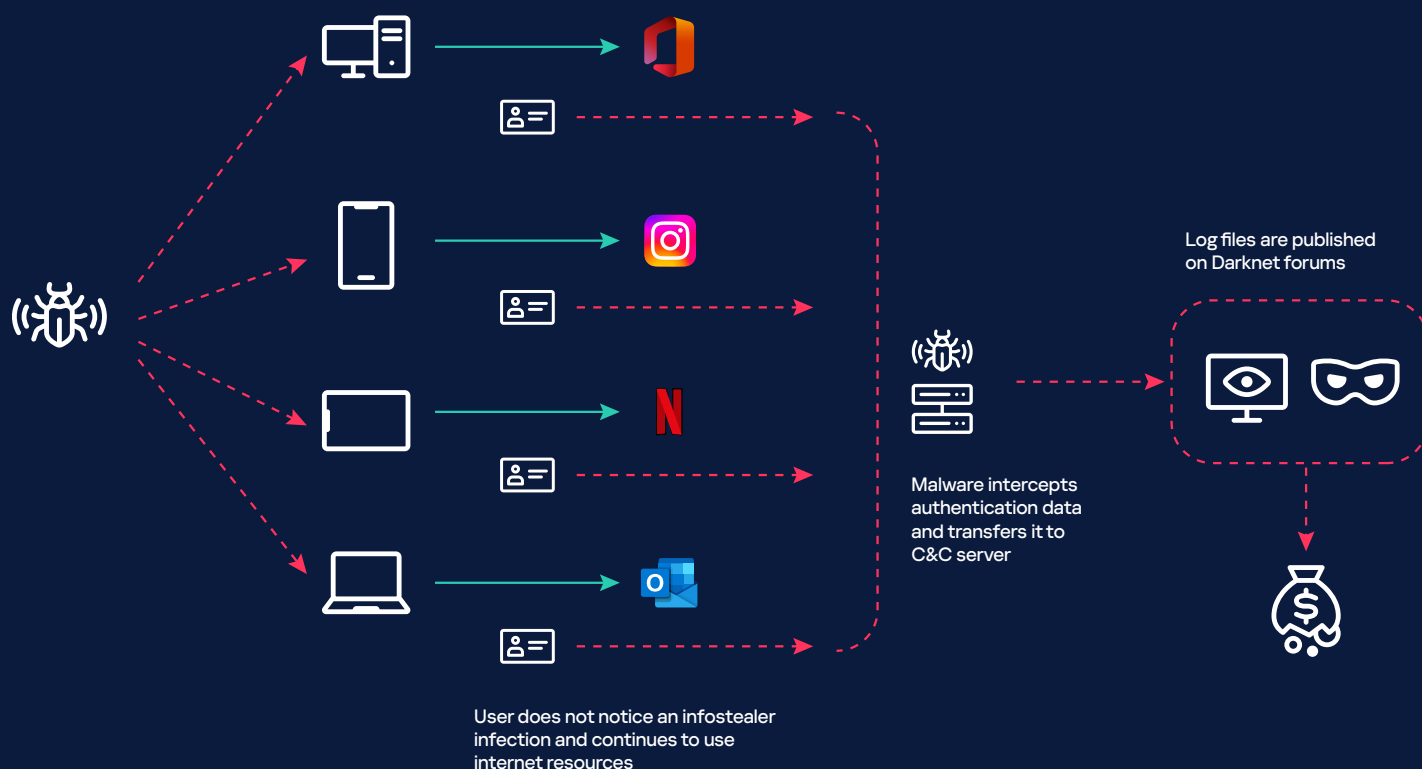 Log files are published
on Darknet forums
Malware intercepts
authentication data
and transfers it to
C&C server
User does not notice an infostealer
infection and continues to use
internet resources